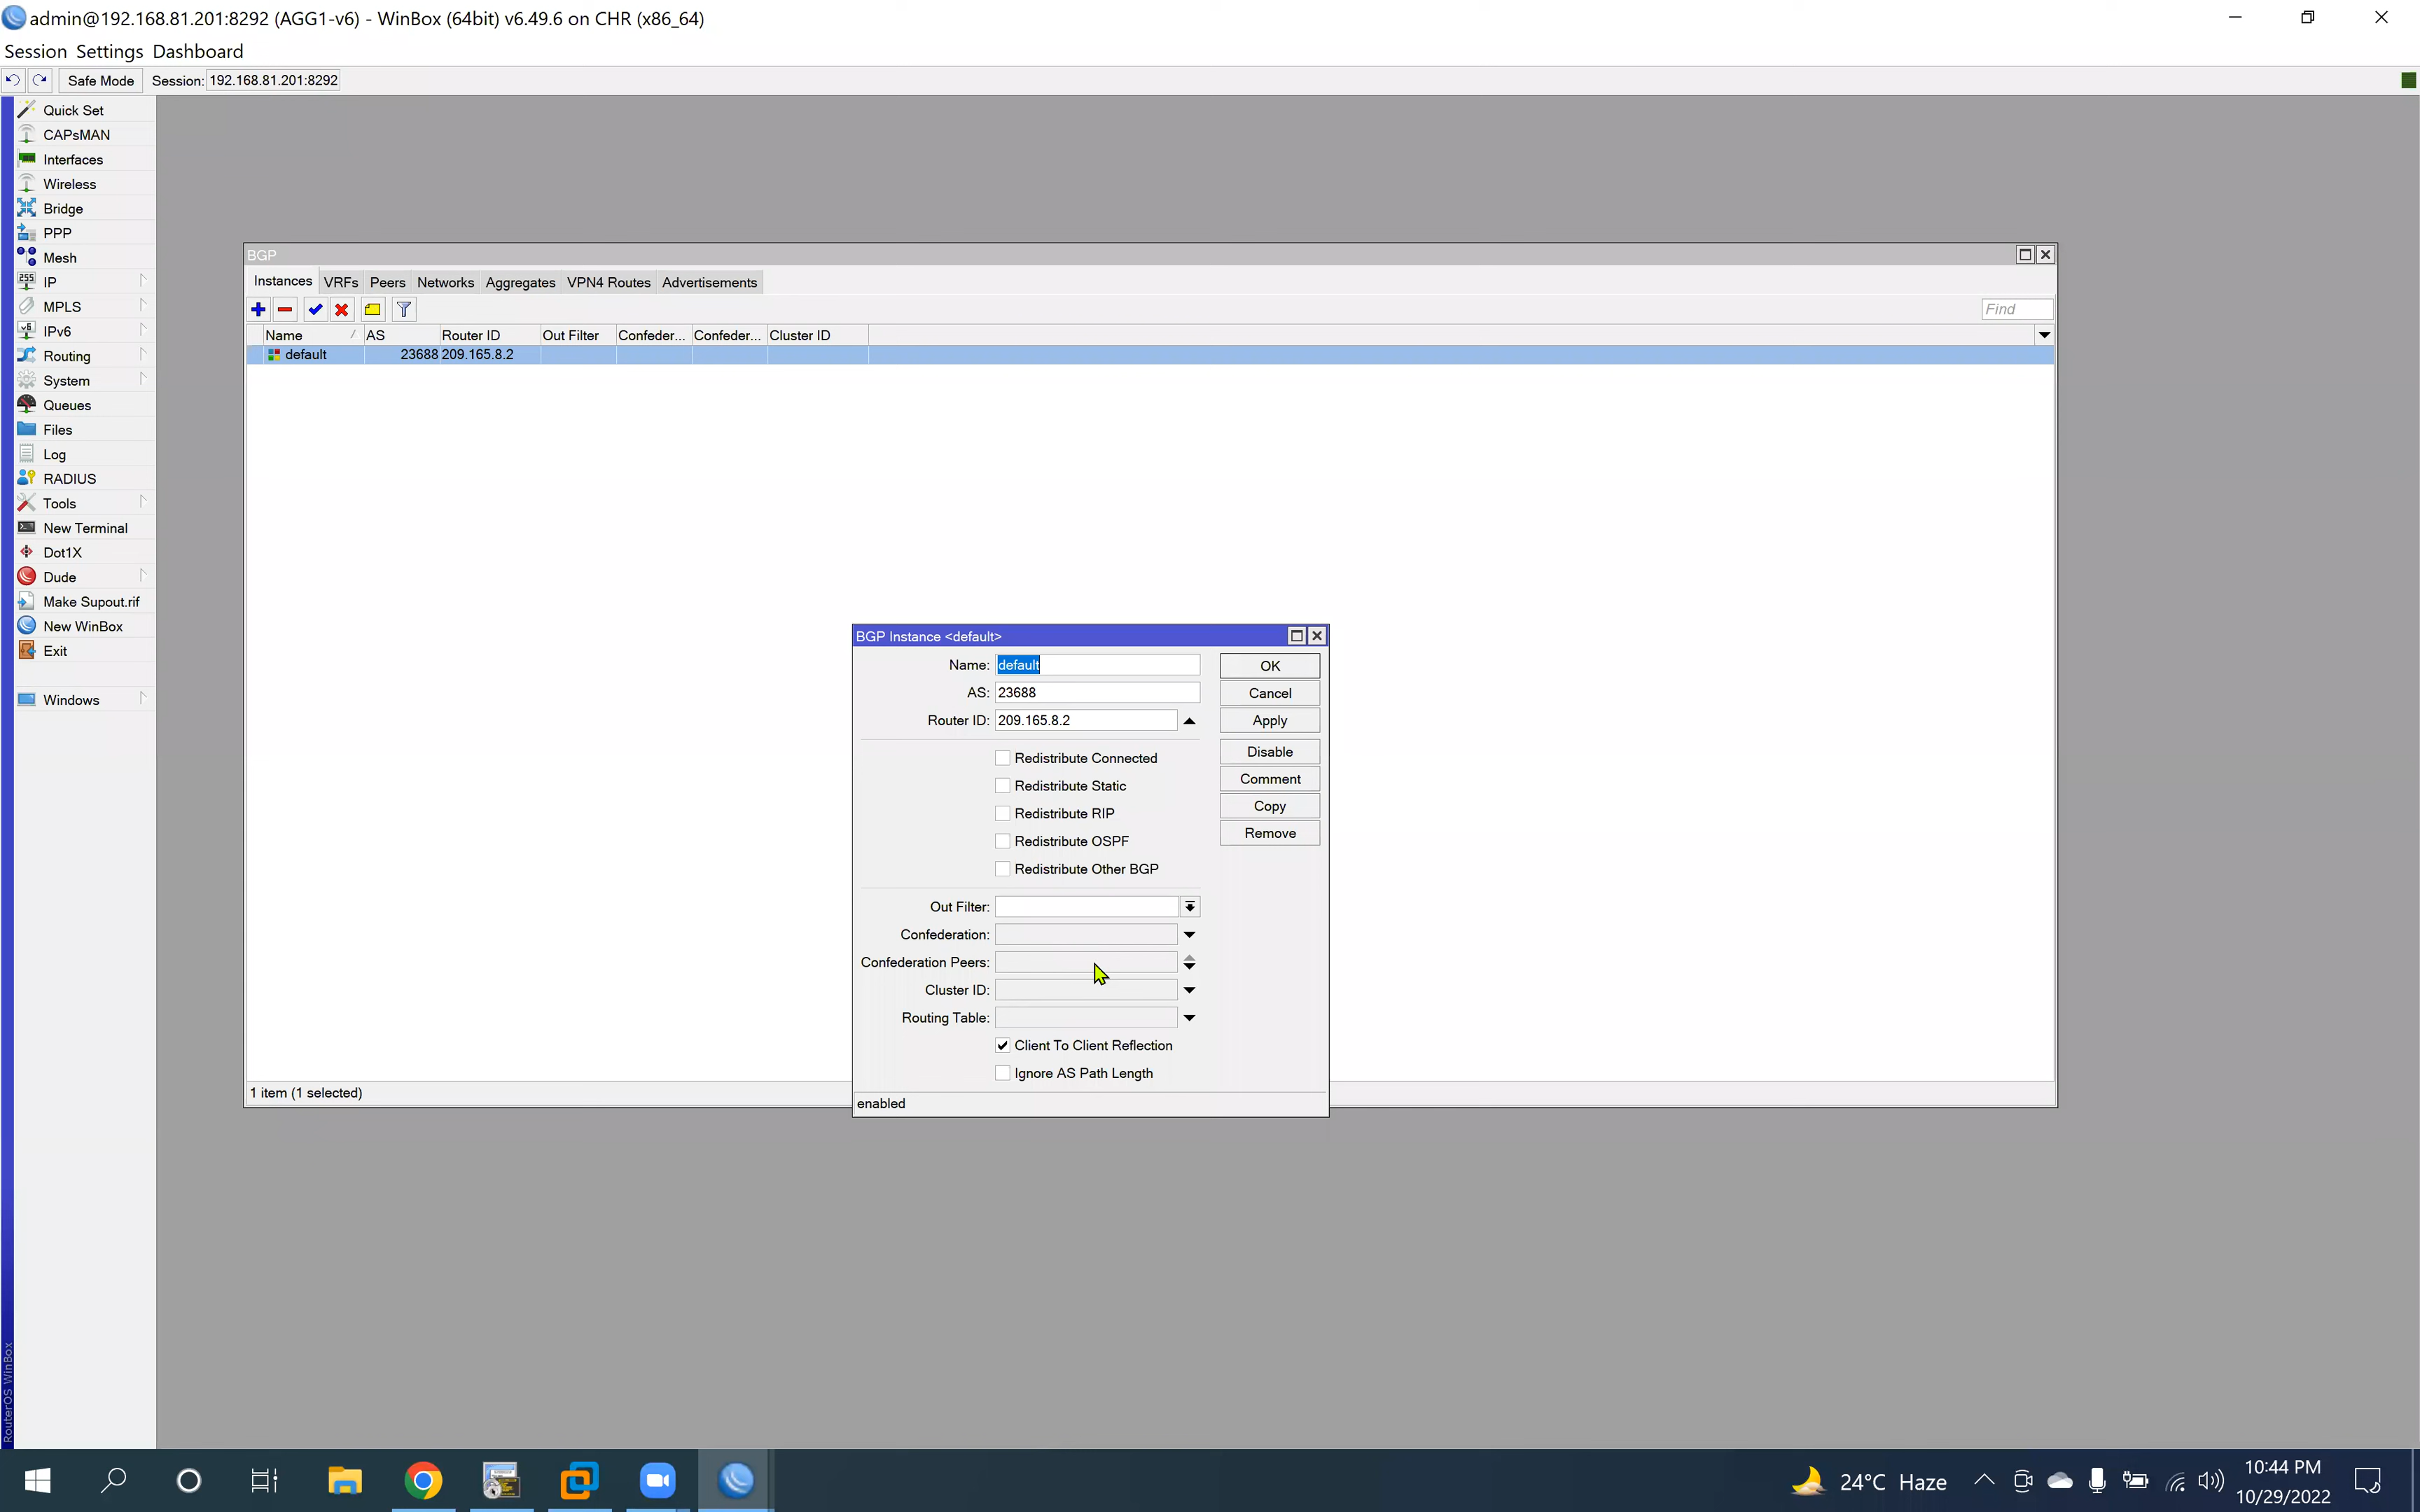 admin@192.168.81.201:8292 (AGG1-v6) - WinBox (64bit) v6.49.6 on CHR (x86_64)
Session Settings Dashboard
Safe Mode Session: 192.168.81.201:8292
Quick Set
CAPsMAN
Interfaces
Wireless
Bridge
PPP
Mesh
IP
MPLS
IPv6
Routing
System
Queues
Files
Log
RADIUS
Tools
New Terminal
Dot1X
Dude
Make Supout.rif
New WinBox
Exit
Windows
RouterOS WinBox
BGP
Instances VRFs Peers Networks Aggregates VPN4 Routes Advertisements
Find
Name AS Router ID Out Filter Confeder... Confeder... Cluster ID
default 23688 209.165.8.2
1 item (1 selected)
BGP Instance <default>
Name: default
AS: 23688
Router ID: 209.165.8.2
Redistribute Connected
Redistribute Static
Redistribute RIP
Redistribute OSPF
Redistribute Other BGP
Out Filter:
Confederation:
Confederation Peers:
Cluster ID:
Routing Table:
Client To Client Reflection
Ignore AS Path Length
enabled
OK
Cancel
Apply
Disable
Comment
Copy
Remove
24°C Haze
10:44 PM
10/29/2022